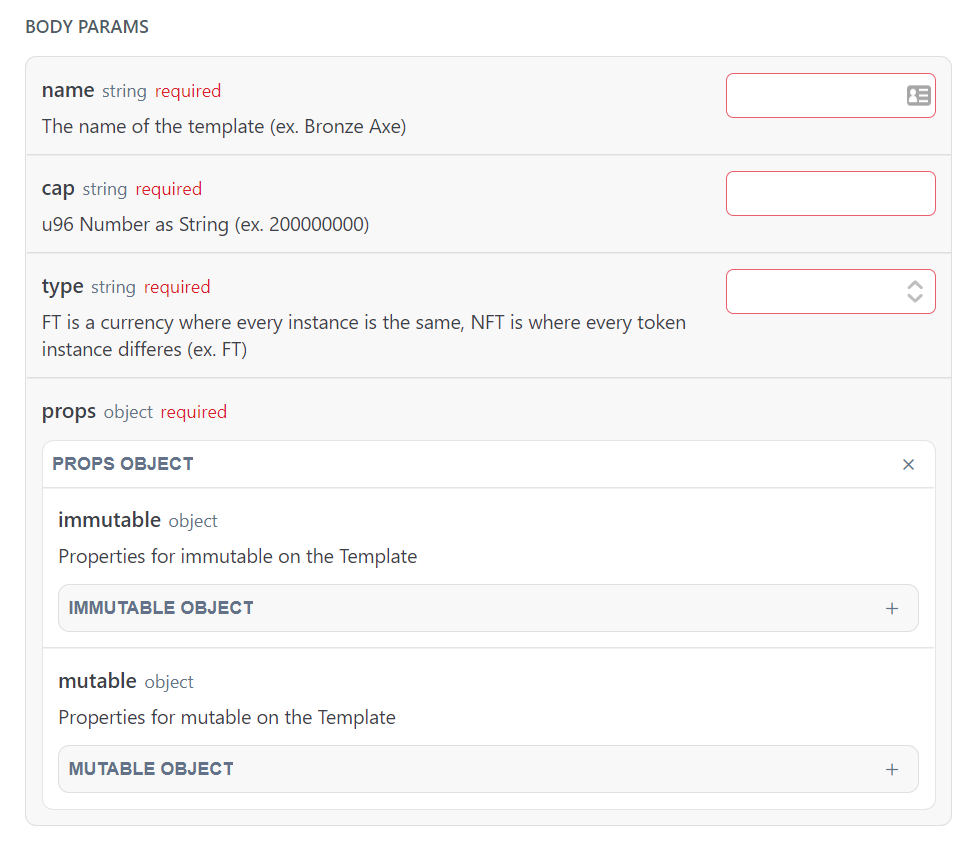 BODY PARAMS
name string required
The name of the template (ex. Bronze Axe)
cap string required
u96 Number as String (ex. 200000000)
type string required
FT is a currency where every instance is the same, NFT is where every token
instance differes (ex. FT)
props object required
PROPS OBJECT
immutable object
Properties for immutable on the Template
IMMUTABLE OBJECT
mutable object
Properties for mutable on the Template
MUTABLE OBJECT